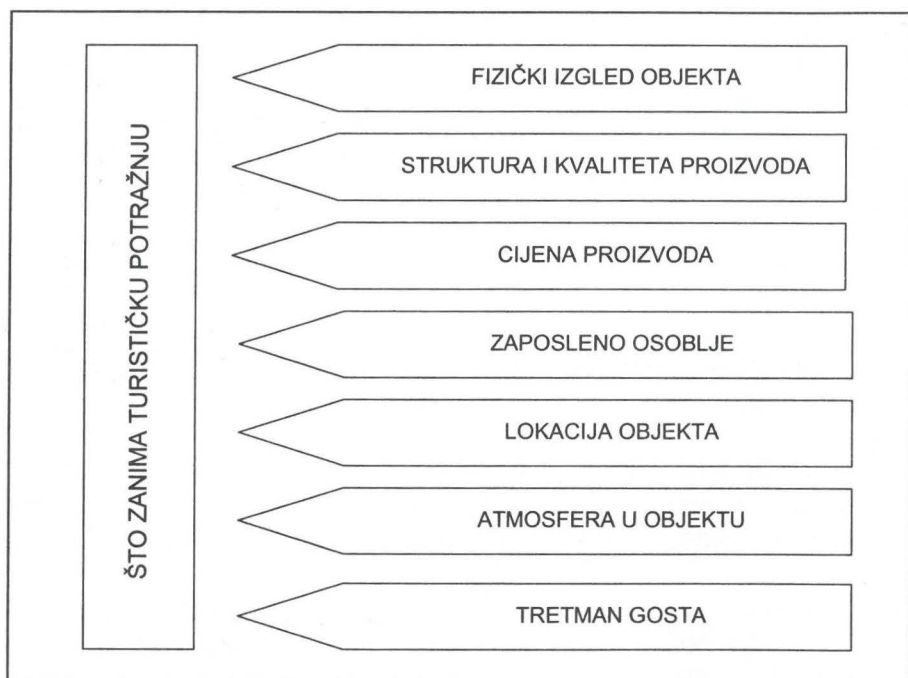 ŠTO ZANIMA TURISTIČKU POTRAŽNJU
FIZIČKI IZGLED OBJEKTA
STRUKTURA I KVALITETA PROIZVODA
CIJENA PROIZVODA
ZAPOSLENO OSOBLJE
LOKACIJA OBJEKTA
ATMOSFERA U OBJEKTU
TRETMAN GOSTA